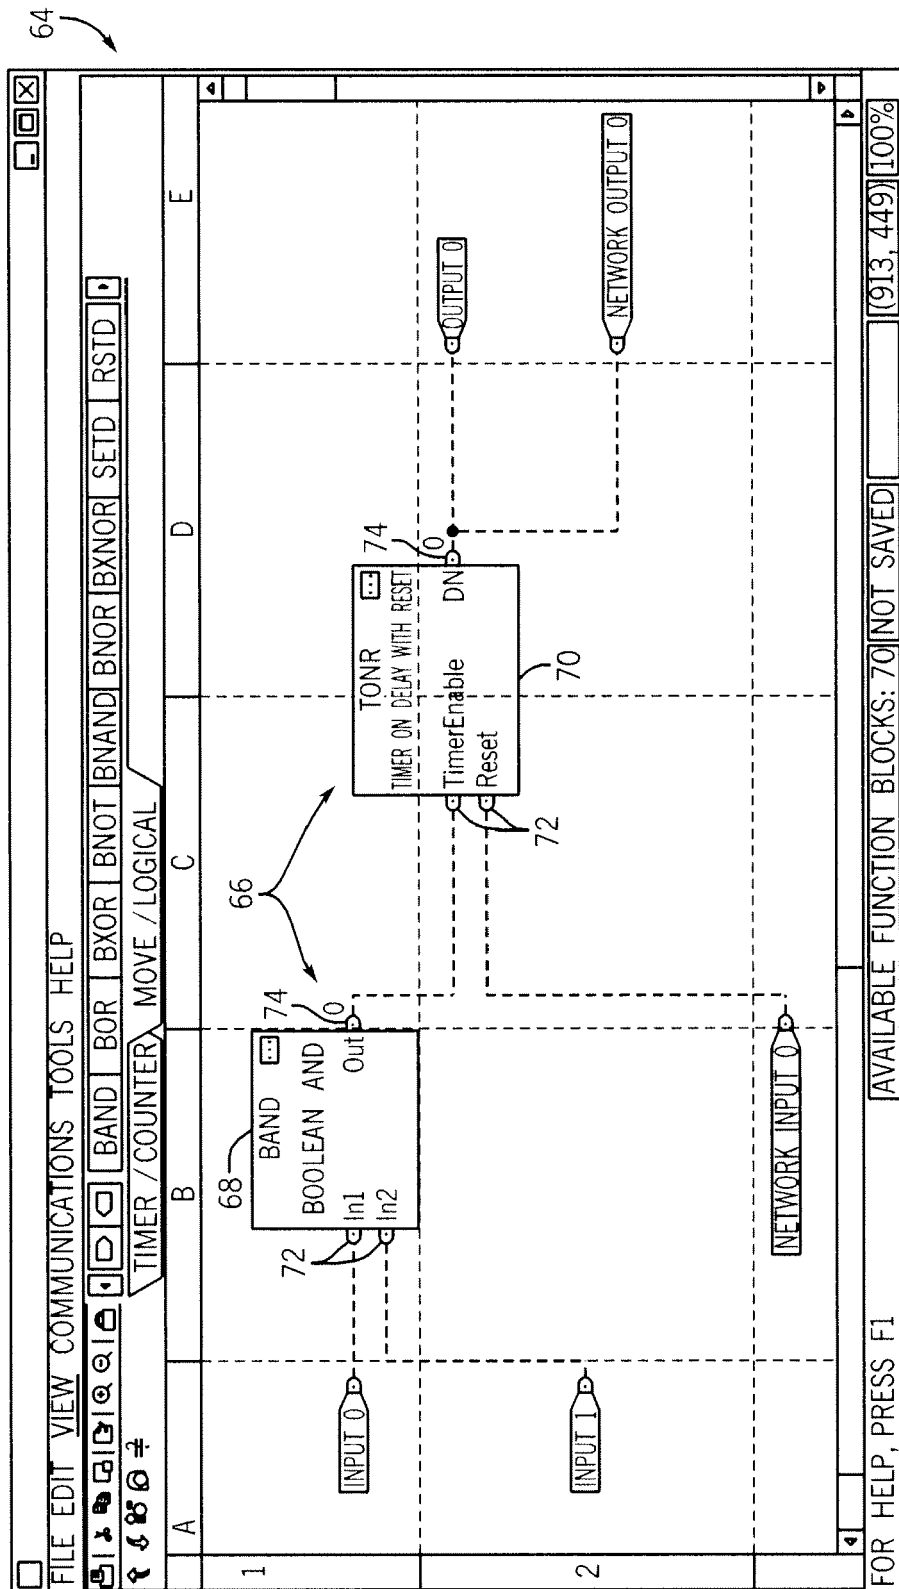 64
FILE EDIT VIEW COMMUNICATIONS TOOLS HELP
BAND BOR BXOR BNOT BNAND BNOR BXNOR SETD RSTD
TIMER/COUNTER MOVE/LOGICAL
A B C D E
1
2
68
BAND
BOOLEAN AND
In1
In2
Out
72
74
0
66
TONR
TIMER ON DELAY WITH RESET
TimerEnable
Reset
DN
72
74
0
70
INPUT 0
INPUT 1
NETWORK INPUT 0
OUTPUT 0
NETWORK OUTPUT 0
FOR HELP, PRESS F1
AVAILABLE FUNCTION BLOCKS: 70
NOT SAVED
(913, 449)
100%